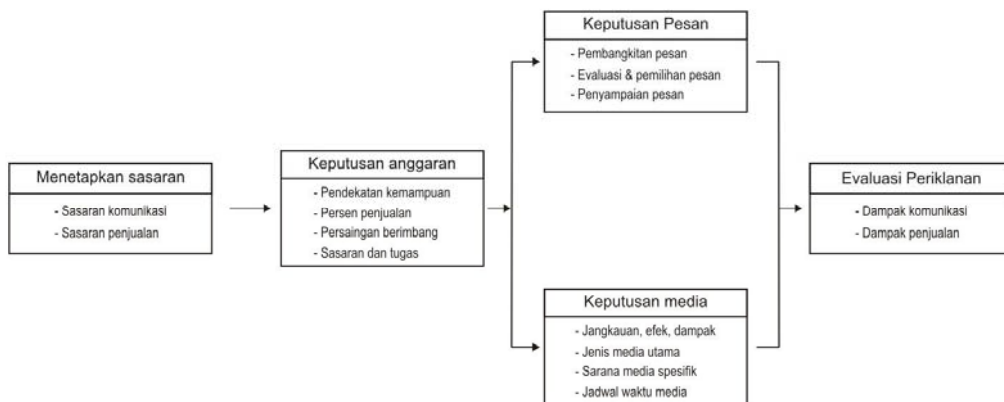 Menetapkan sasaran
- Sasaran komunikasi
- Sasaran penjualan
Keputusan anggaran
- Pendekatan kemampuan
- Persen penjualan
- Persaingan berimbang
- Sasaran dan tugas
Keputusan Pesan
- Pembangkitan pesan
- Evaluasi & pemilihan pesan
- Penyampaian pesan
Keputusan media
- Jangkauan, efek, dampak
- Jenis media utama
- Sarana media spesifik
- Jadwal waktu media
Evaluasi Periklanan
- Dampak komunikasi
- Dampak penjualan